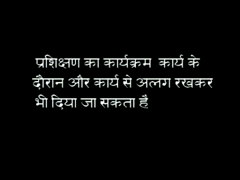 प्रशिक्षण का कार्यक्रम कार्य के
दौरान और कार्य से अलग रखकर
भी दिया जा सकता है